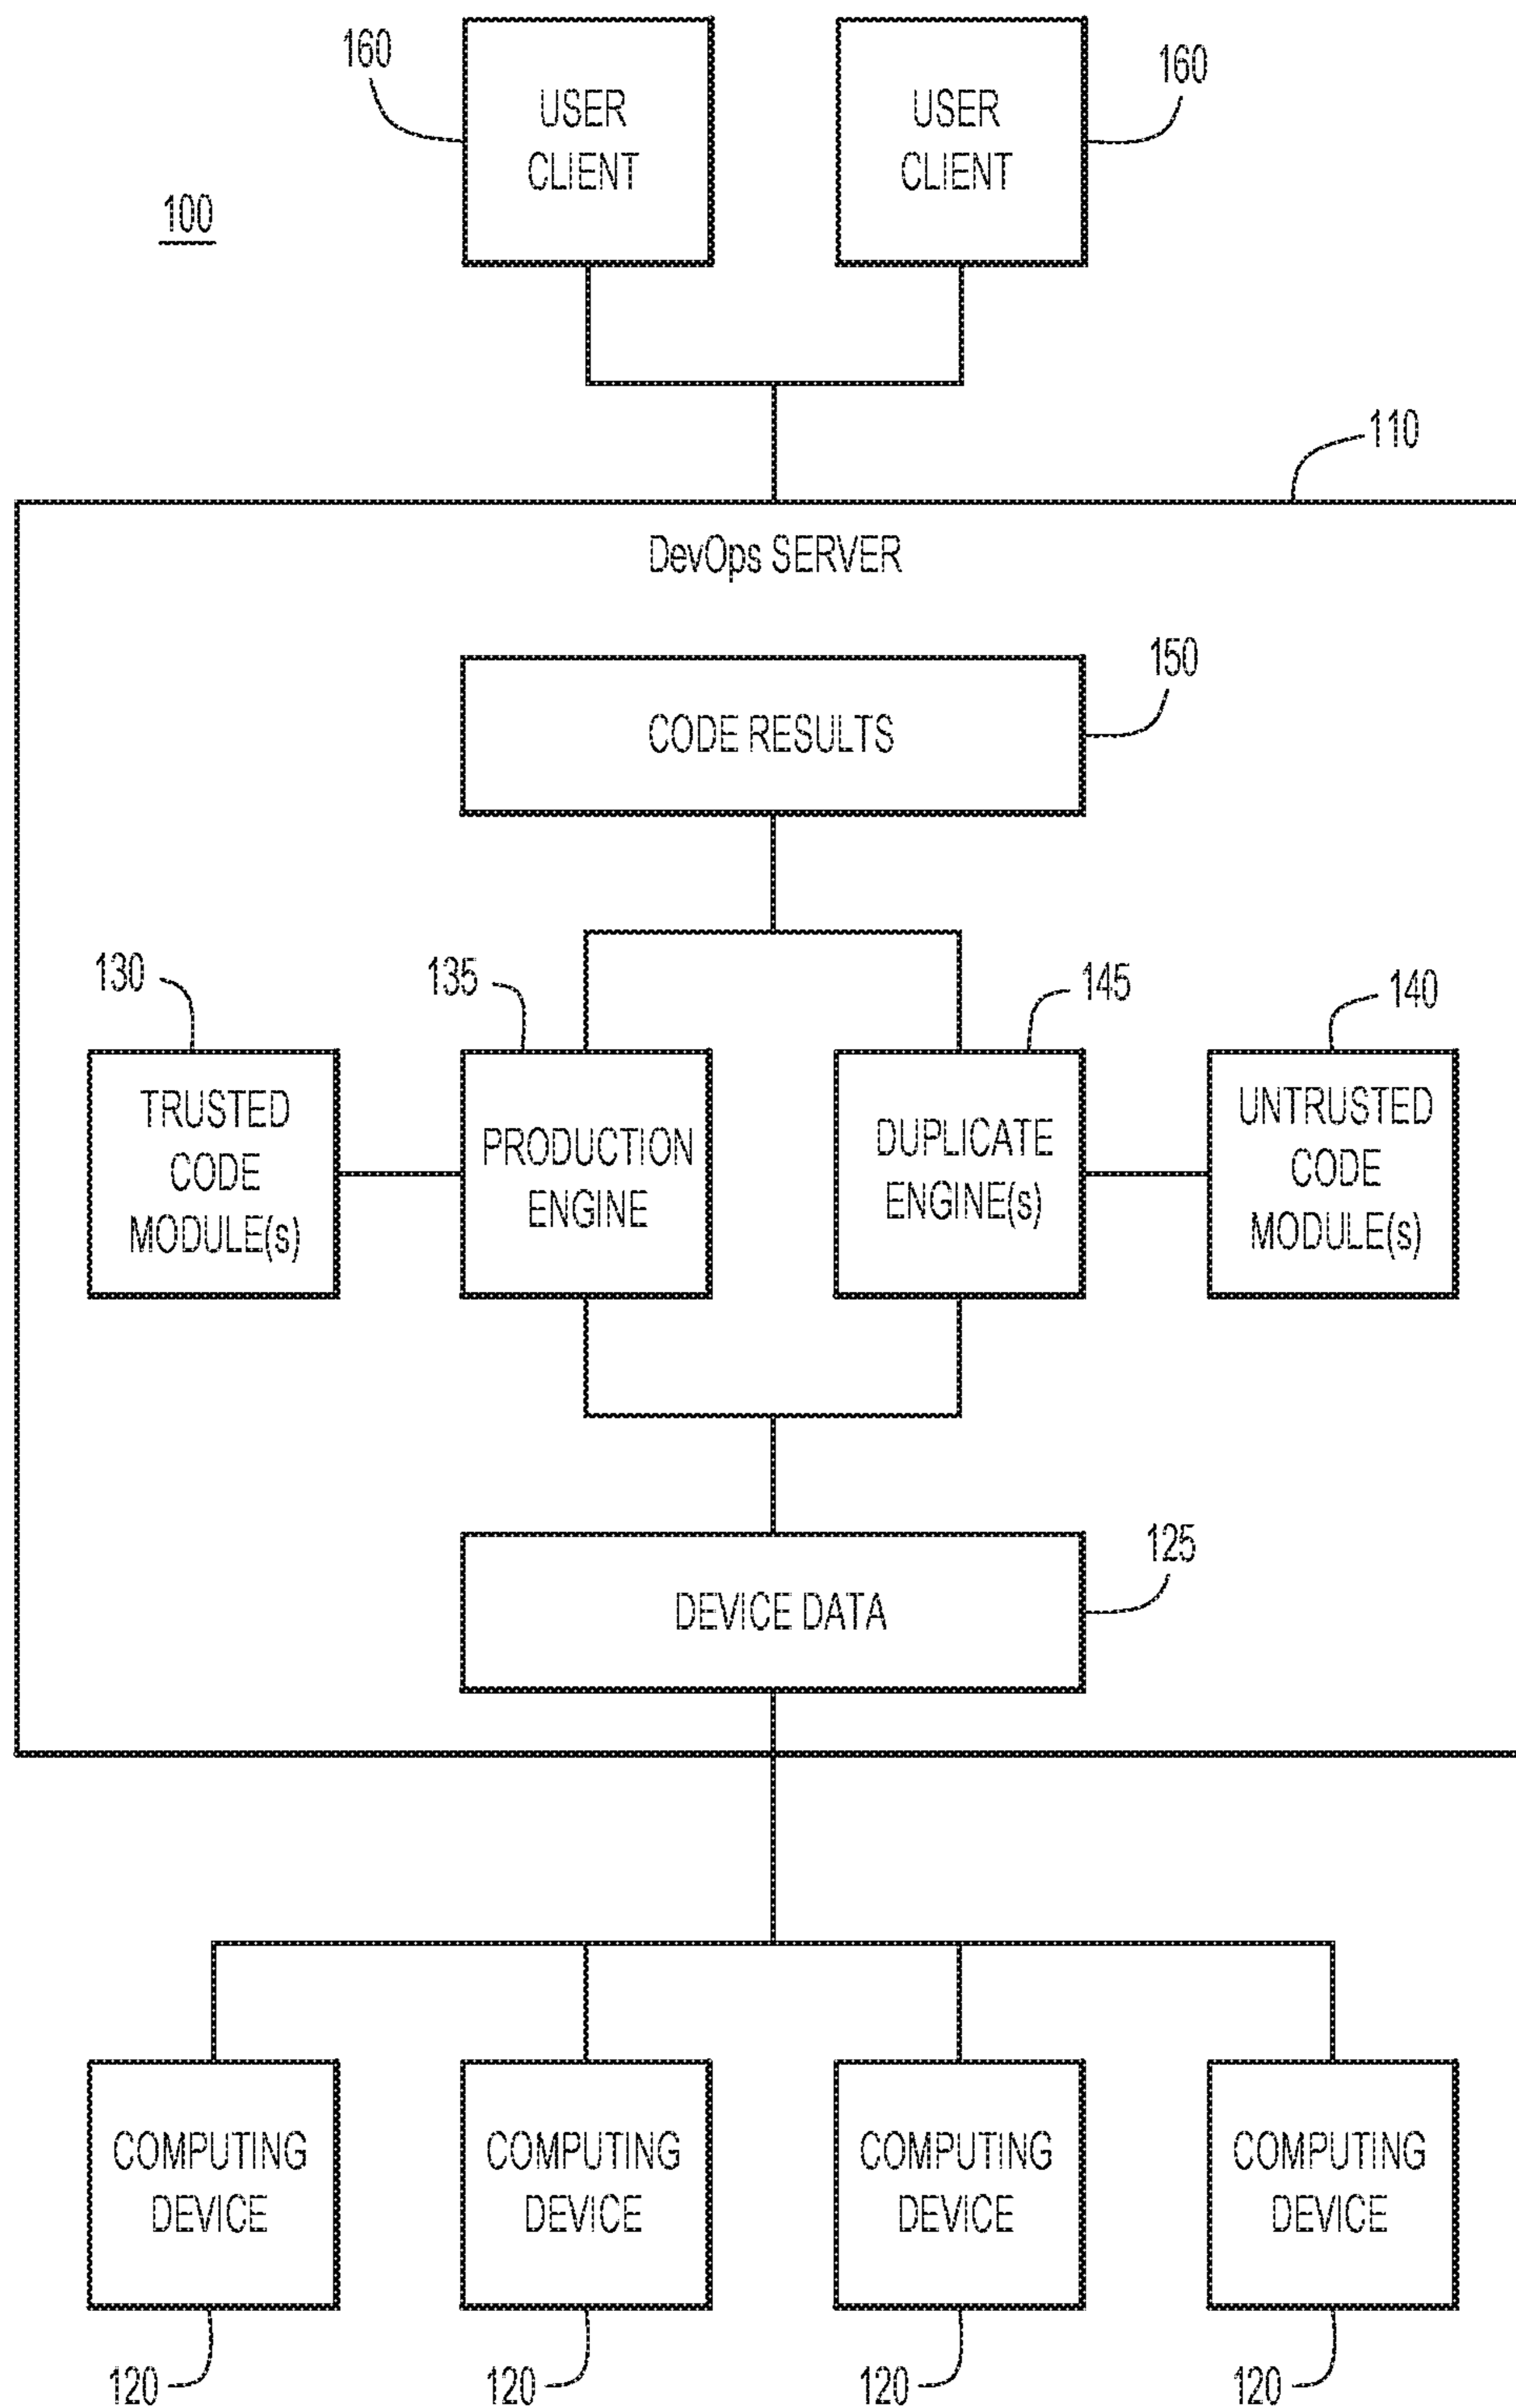 160
USER
CLIENT
USER
CLIENT
160
100
110
DevOps SERVER
150
CODE RESULTS
130
135
145
140
TRUSTED
CODE
MODULE(s)
PRODUCTION
ENGINE
DUPLICATE
ENGINE(s)
UNTRUSTED
CODE
MODULE(s)
125
DEVICE DATA
COMPUTING
DEVICE
COMPUTING
DEVICE
COMPUTING
DEVICE
COMPUTING
DEVICE
120
120
120
120